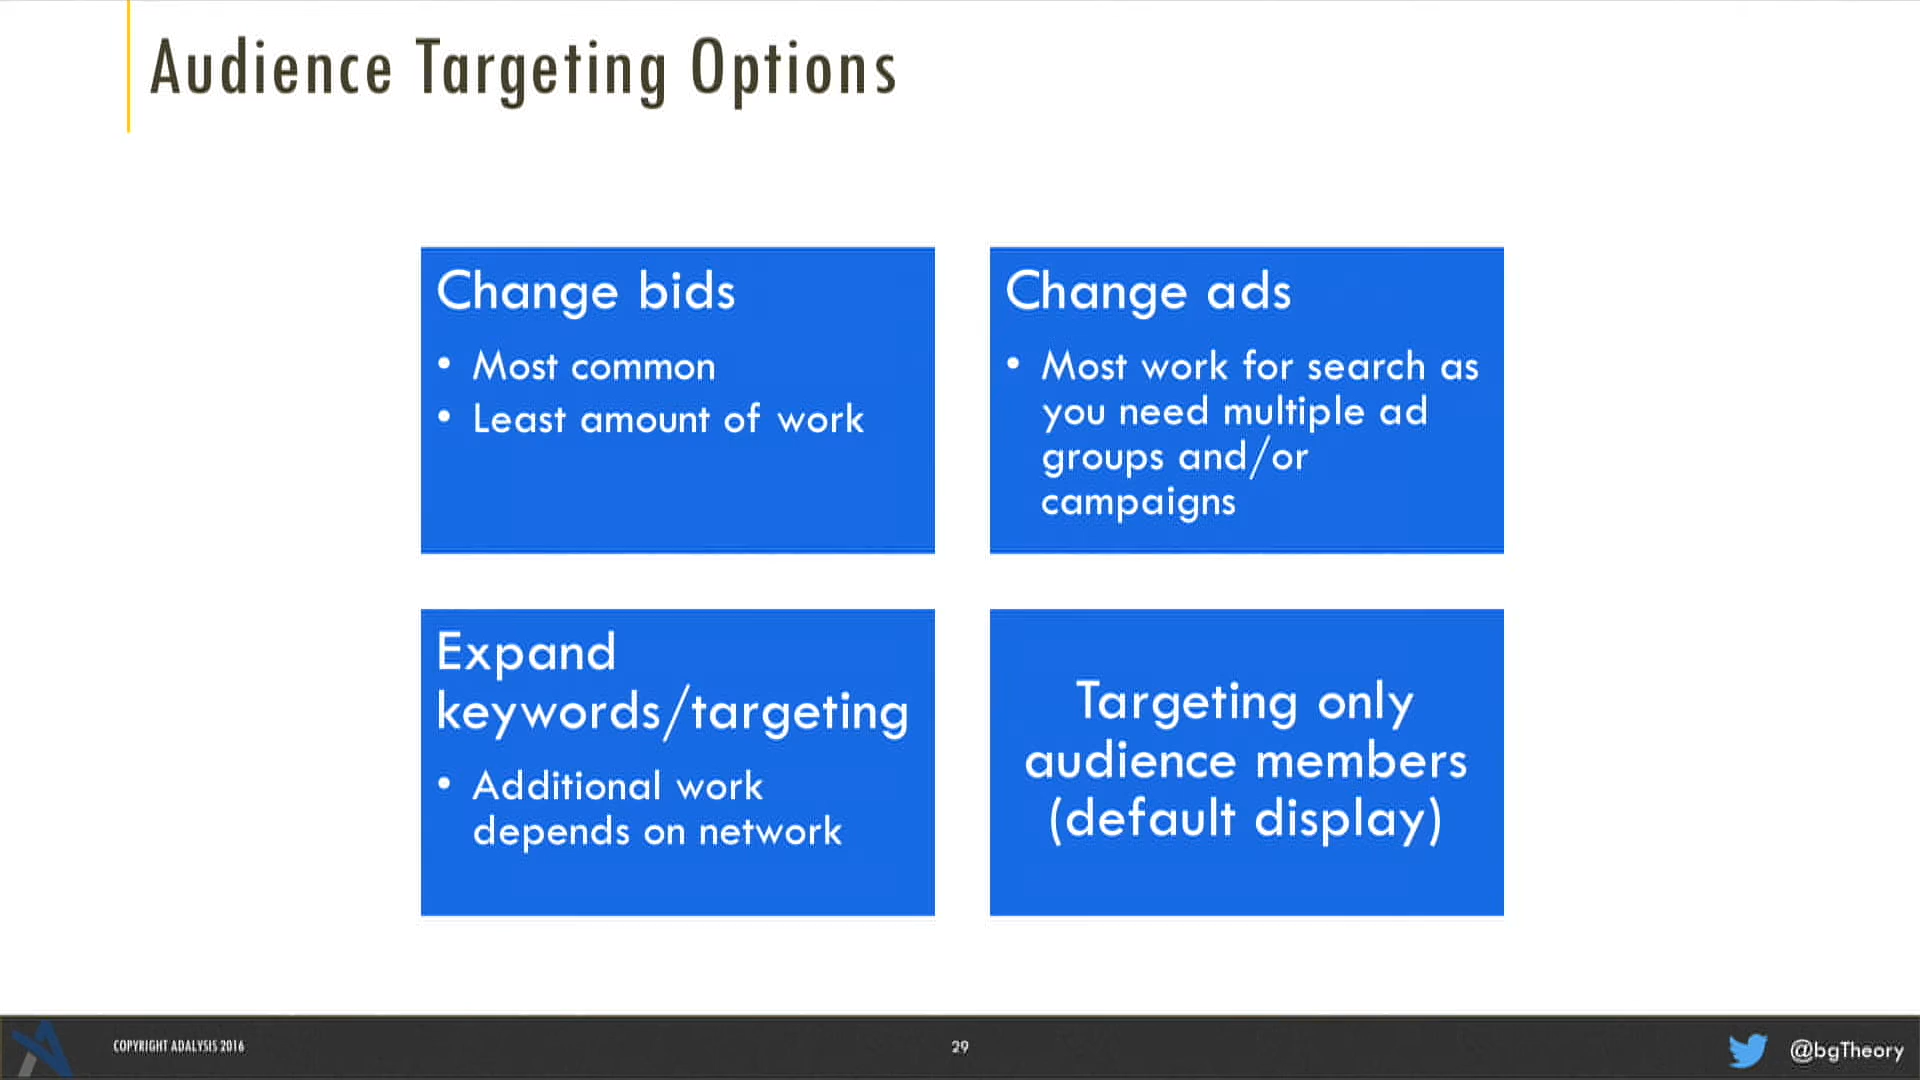 Audience Targeting Options
Change bids
• Most common
• Least amount of work
Change ads
• Most work for search as
you need multiple ad
groups and/or
campaigns
Expand
keywords/targeting
• Additional work
depends on network
Targeting only
audience members
(default display)
COPYRIGHT ADALYSIS 2016
29
@bgTheory